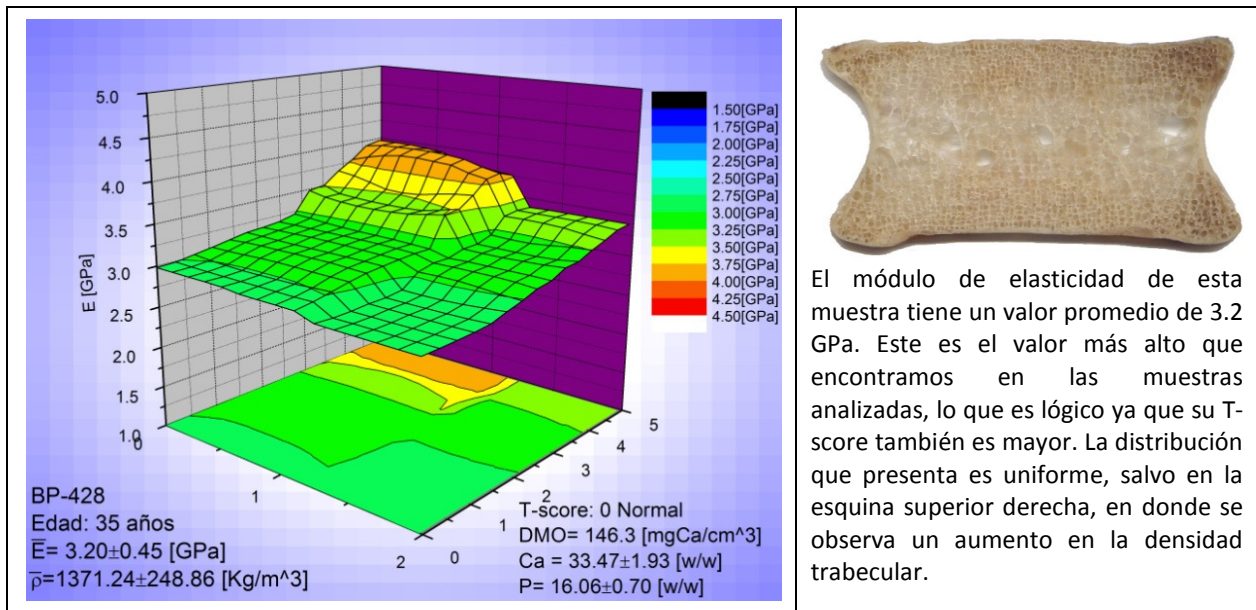 5.0
4.5
4.0
3.5
3.0
2.5
2.0
1.5
1.0
E [GPa]
0
1
2
0
1
2
3
4
5
1.50[GPa]
1.75[GPa]
2.00[GPa]
2.25[GPa]
2.50[GPa]
2.75[GPa]
3.00[GPa]
3.25[GPa]
3.50[GPa]
3.75[GPa]
4.00[GPa]
4.25[GPa]
4.50[GPa]
BP-428
Edad: 35 años
E̅= 3.20±0.45 [GPa]
ρ̅=1371.24±248.86 [Kg/m^3]
T-score: 0 Normal
DMO= 146.3 [mgCa/cm^3]
Ca = 33.47±1.93 [w/w]
P= 16.06±0.70 [w/w]
El módulo de elasticidad de esta
muestra tiene un valor promedio de 3.2
GPa. Este es el valor más alto que
encontramos en las muestras
analizadas, lo que es lógico ya que su T-
score también es mayor. La distribución
que presenta es uniforme, salvo en la
esquina superior derecha, en donde se
observa un aumento en la densidad
trabecular.